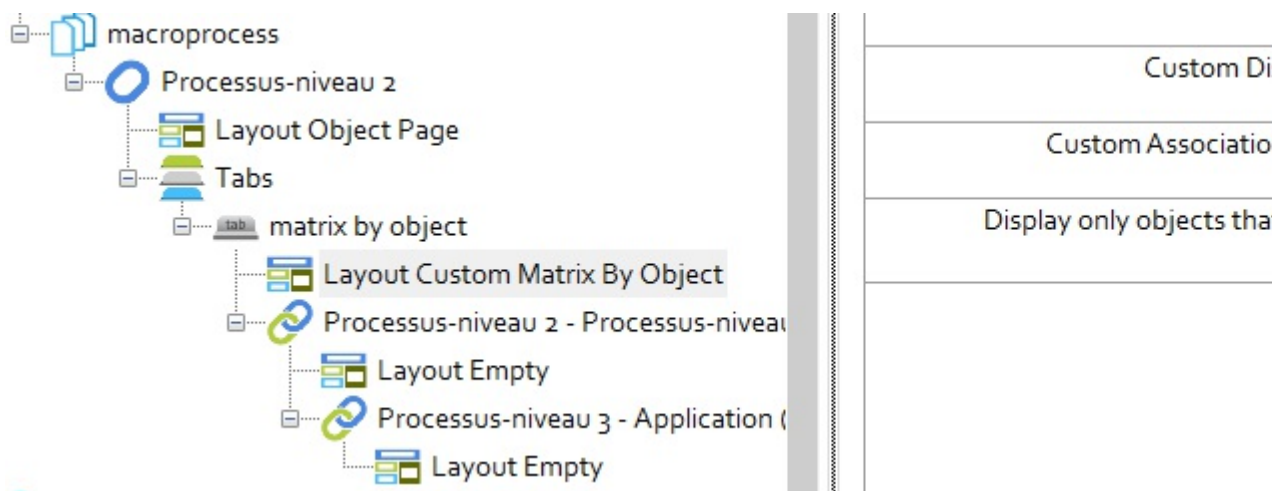 macroprocess
Processus-niveau 2
Layout Object Page
Tabs
tab matrix by object
Layout Custom Matrix By Object
Processus-niveau 2 - Processus-niveau
Layout Empty
Processus-niveau 3 - Application (
Layout Empty
Custom Di
Custom Associatio
Display only objects tha